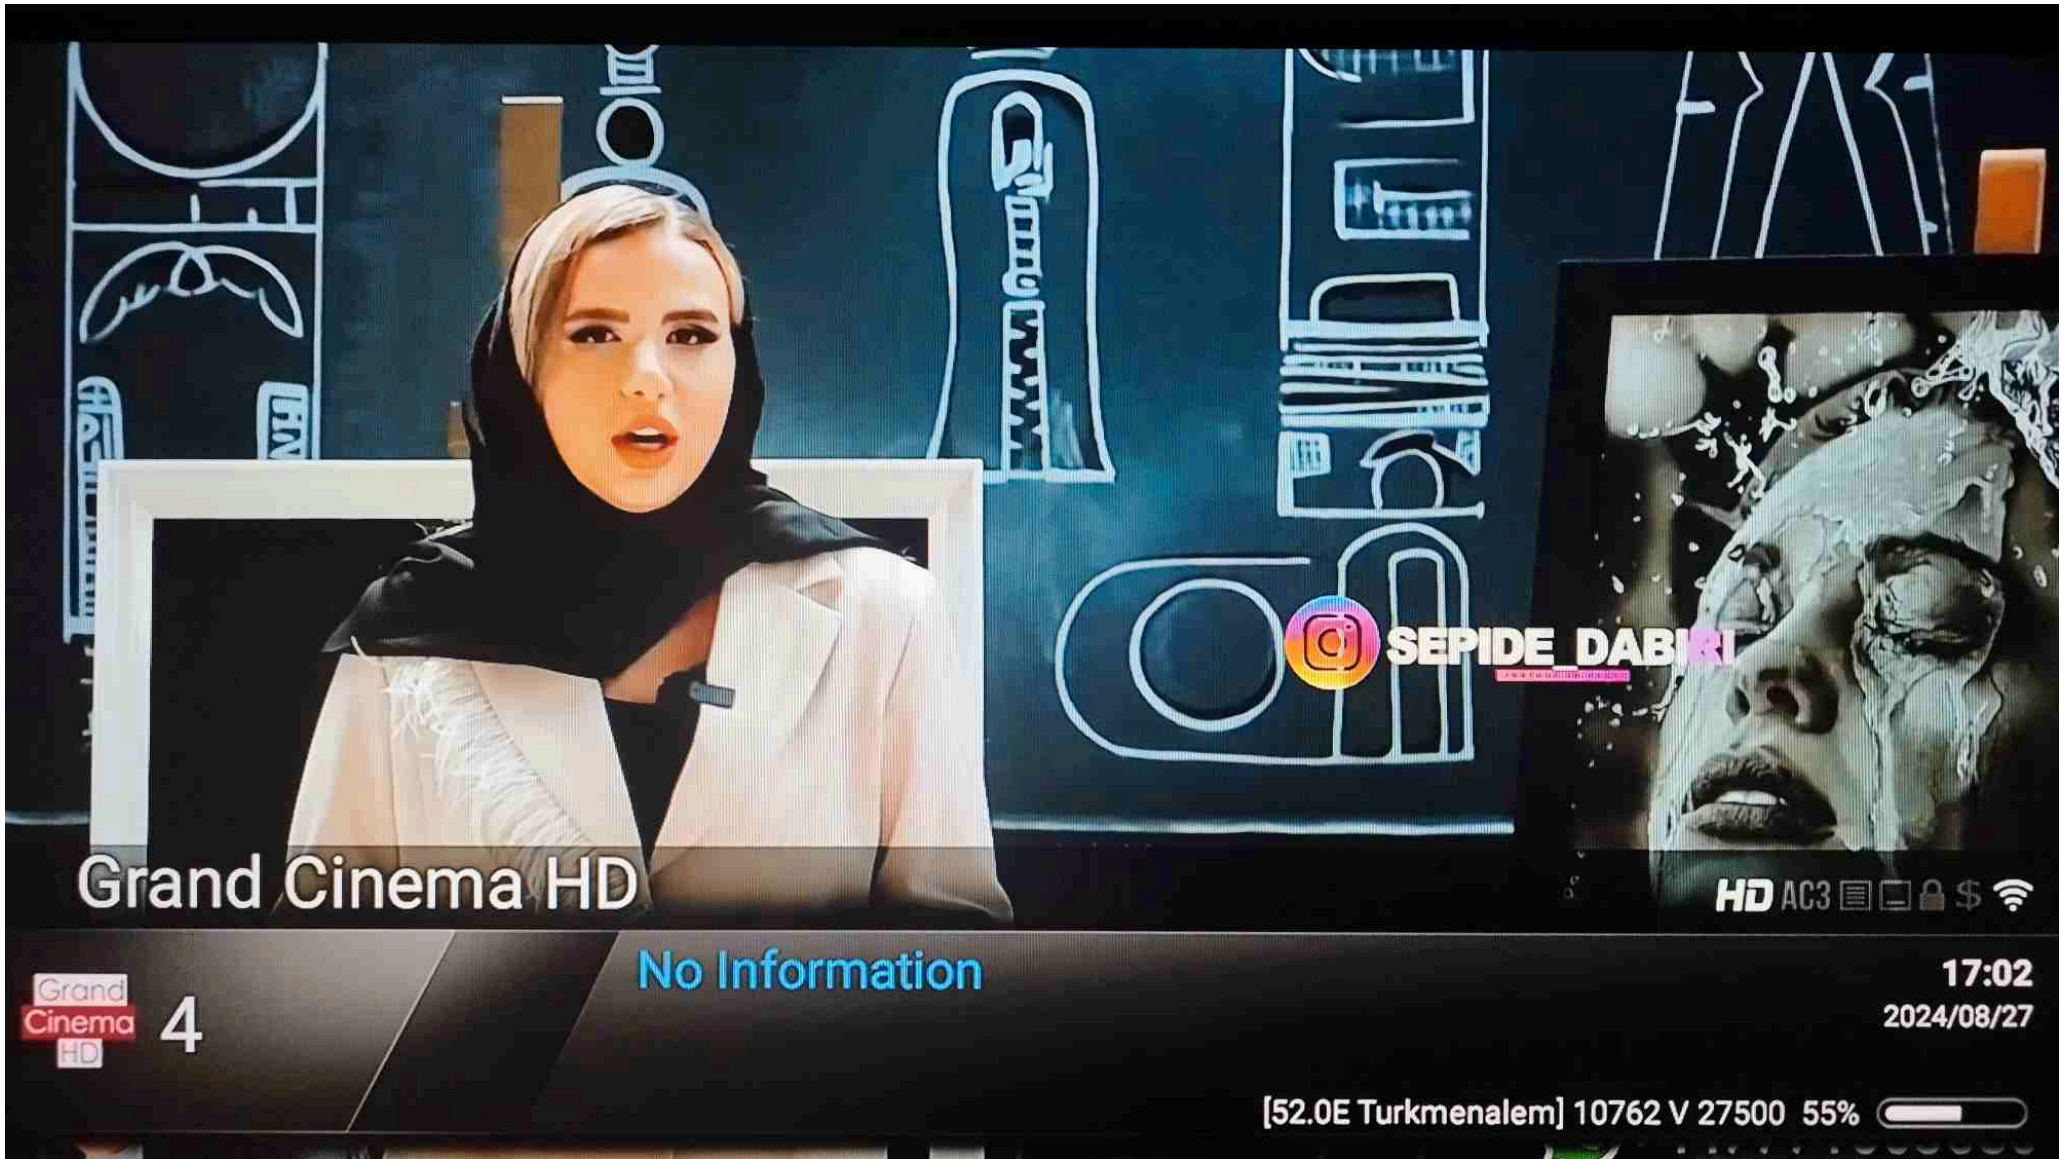 SEPIDE_DABIRI
Grand Cinema HD
HD AC3 $
No Information
Grand
Cinema
HD
4
17:02
2024/08/27
[52.0E Turkmenalem] 10762 V 27500 55%